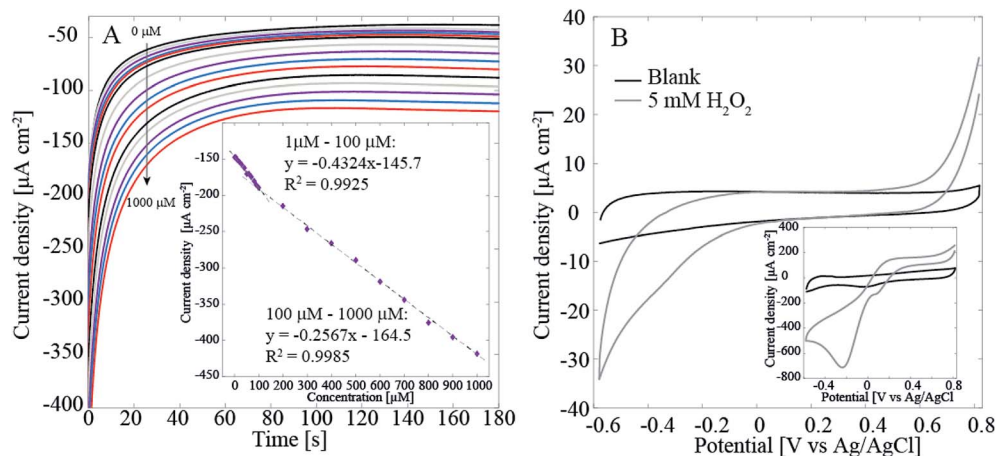 A
0 μM
1000 μM
-50
-100
-150
-200
-250
-300
-350
-400
0 20 40 60 80 100 120 140 160 180
Time [s]
Current density [μA cm-2]
1μM - 100 μM:
y = -0.4324x-145.7
R2 = 0.9925
100 μM - 1000 μM:
y = -0.2567x - 164.5
R2 = 0.9985
-150
-200
-250
-300
-350
-400
-450
0 100 200 300 400 500 600 700 800 900 1000
Concentration [μM]
Current density [μA cm-2]
B
Blank
5 mM H2O2
40
30
20
10
0
-10
-20
-30
-40
-0.6 -0.4 -0.2 0 0.2 0.4 0.6 0.8
Potential [V vs Ag/AgCl]
Current density [μA cm-2]
400
200
0
-200
-400
-600
-800
-0.4 0 0.4 0.8
Potential [V vs Ag/AgCl
Current density [μA cm-2]